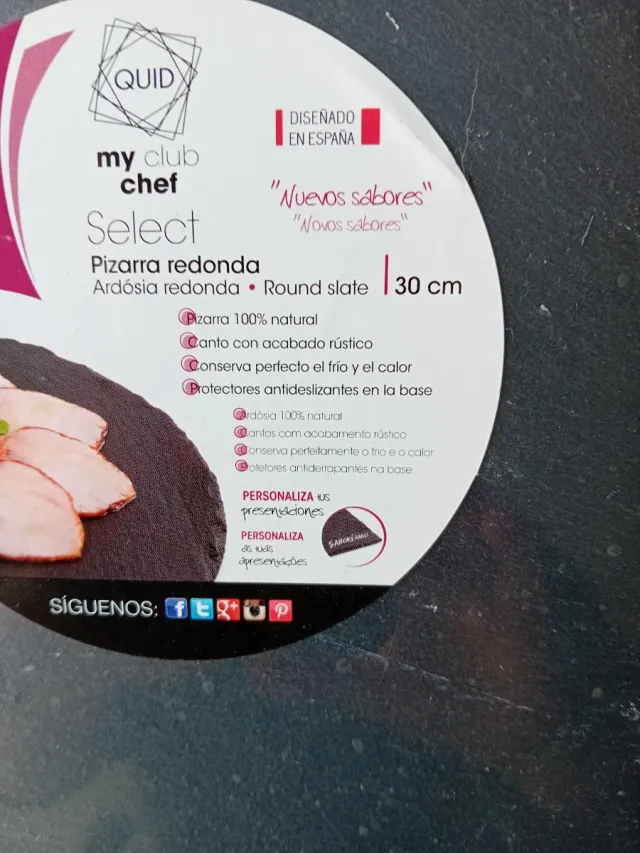 QUID
my club
chef
Select
DISEÑADO
EN ESPAÑA
"Nuevos sabores"
"Novos sabores"
Pizarra redonda
Ardósia redonda • Round slate | 30 cm
Pizarra 100% natural
Canto con acabado rústico
Conserva perfecto el frío y el calor
Protectores antideslizantes en la base
Ardósia 100% natural
Cantos com acabamento rústico
Conserva perfeitamente o frio e o calor
Protetores antiderrapantes na base
PERSONALIZA tus
presentaciones
PERSONALIZA
as tuas
apresentações
SÍGUENOS: